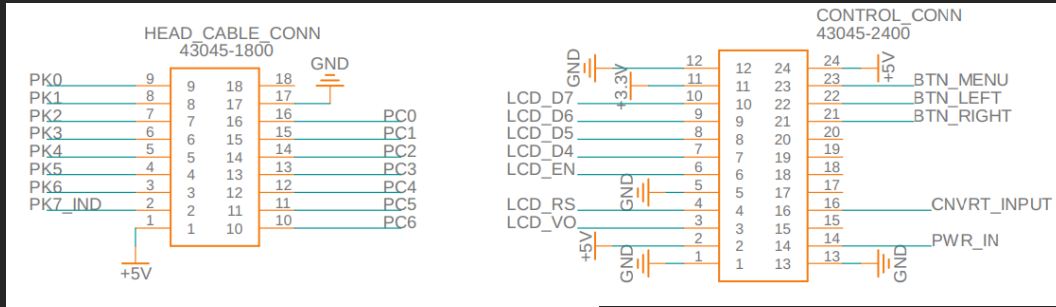 HEAD_CABLE_CONN
43045-1800
GND
PK0 9 9 18 18
PK1 8 8 17 17
PK2 7 7 16 16 PC0
PK3 6 6 15 15 PC1
PK4 5 5 14 14 PC2
PK5 4 4 13 13 PC3
PK6 3 3 12 12 PC4
PK7_IND 2 2 11 11 PC5
1 1 10 10 PC6
+5V
CONTROL_CONN
43045-2400
GND 12 12 24 24 +5V
+3.3V 11 11 23 23 BTN_MENU
LCD_D7 10 10 22 22 BTN_LEFT
LCD_D6 9 9 21 21 BTN_RIGHT
LCD_D5 8 8 20 20
LCD_D4 7 7 19 19
LCD_EN 6 6 18 18
GND 5 5 17 17
LCD_RS 4 4 16 16 CNVRT_INPUT
LCD_VO 3 3 15 15
+5V 2 2 14 14 PWR_IN
GND 1 1 13 13 GND